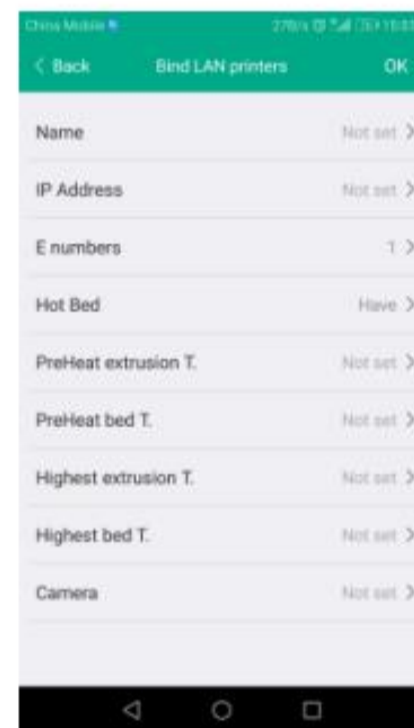 China Mobile
< Back Bind LAN printers OK
Name Not set >
IP Address Not set >
E numbers 1 >
Hot Bed Have >
PreHeat extrusion T. Not set >
PreHeat bed T. Not set >
Highest extrusion T. Not set >
Highest bed T. Not set >
Camera Not set >